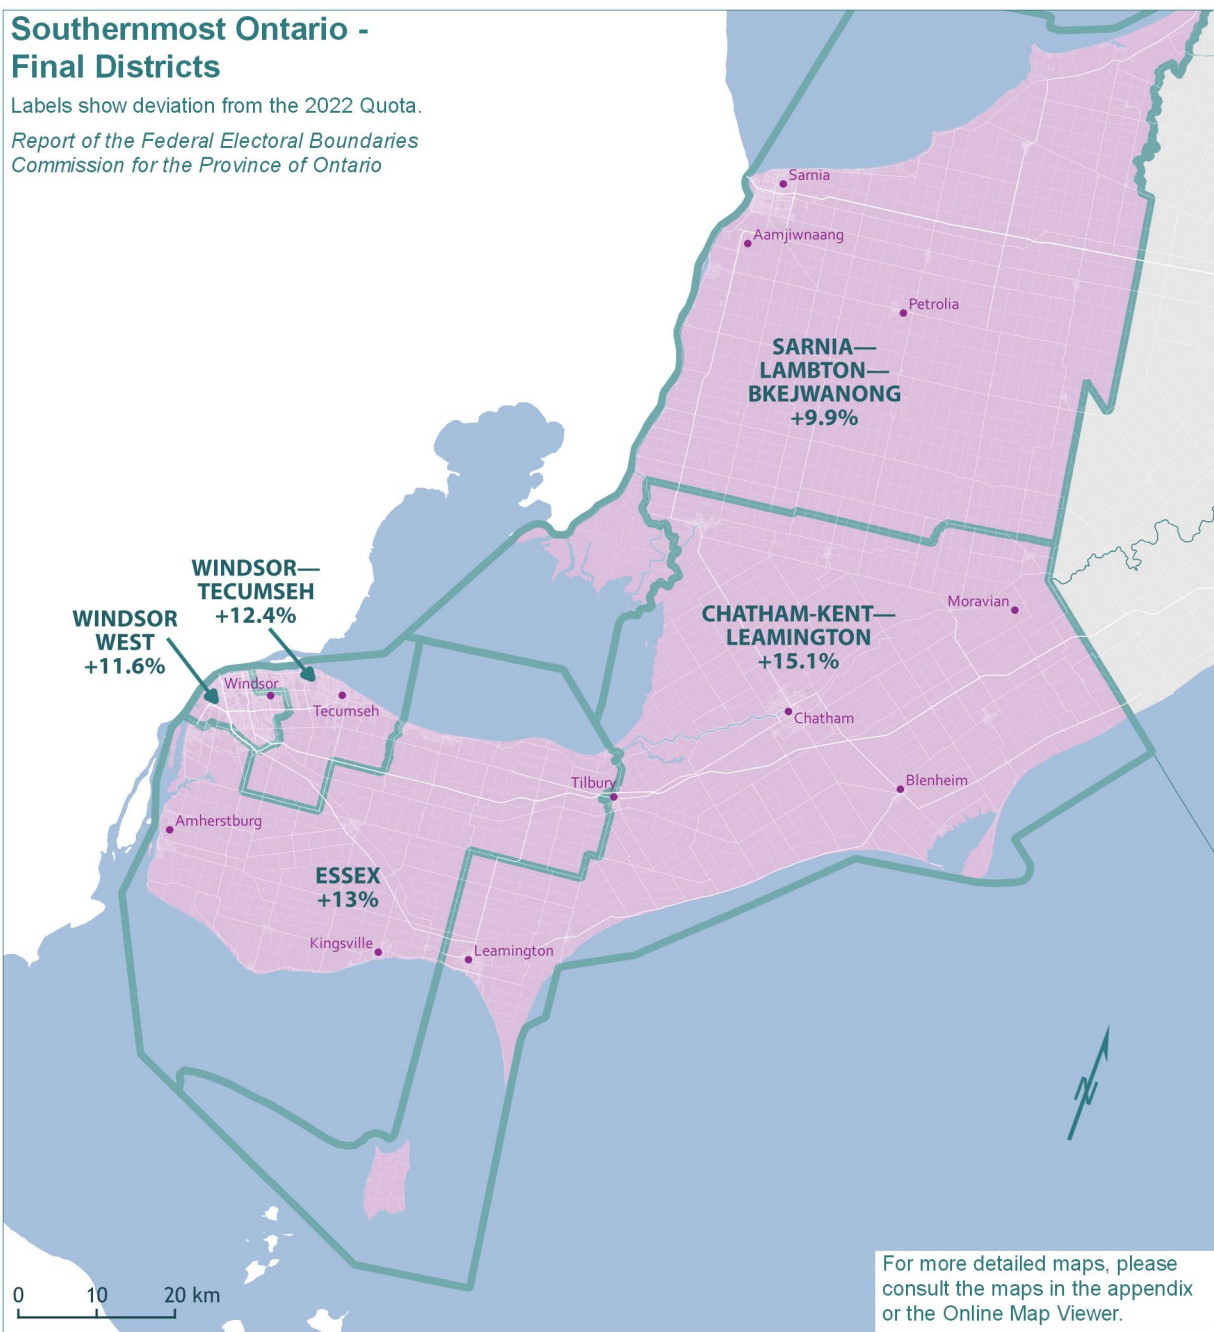 Southernmost Ontario -
Final Districts
Labels show deviation from the 2022 Quota.
Report of the Federal Electoral Boundaries
Commission for the Province of Ontario
Sarnia
Aamjiwnaang
Petrolia
SARNIA—
LAMBTON—
BKEJWANONG
+9.9%
WINDSOR—
TECUMSEH
+12.4%
WINDSOR
WEST
+11.6%
Moravian
CHATHAM-KENT—
LEAMINGTON
+15.1%
Windsor
Tecumseh
Chatham
Tilbury
Blenheim
Amherstburg
ESSEX
+13%
Kingsville
Leamington
N
0 10 20 km
For more detailed maps, please
consult the maps in the appendix
or the Online Map Viewer.